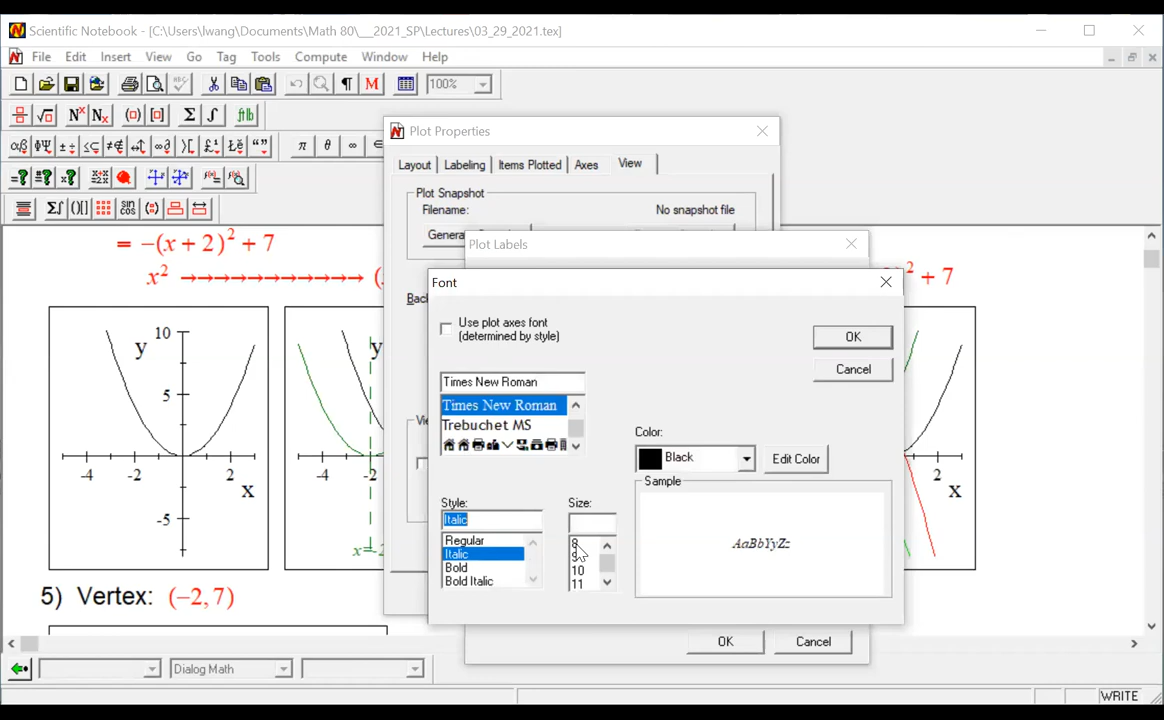 Scientific Notebook - [C:\Users\lwang\Documents\Math 80\__2021_SP\Lectures\03_29_2021.tex]
File Edit Insert View Go Tag Tools Compute Window Help
100%
Plot Properties
Layout Labeling Items Plotted Axes View
Plot Snapshot
Filename: No snapshot file
Plot Labels
Font
Use plot axes font
(determined by style)
OK
Cancel
Times New Roman
Times New Roman
Trebuchet MS
Color:
Black
Edit Color
Style:
Italic
Regular
Italic
Bold
Bold Italic
Size:
8
9
10
11
Sample
AaBbYyZz
OK Cancel
= −(x + 2)² + 7
x² →→→→→→→→→→→→ (
² + 7
y 10
5
-4 -2 2
x
-5
y
-4 -2
x=-2
2
x
5) Vertex: (−2, 7)
Dialog Math
WRITE